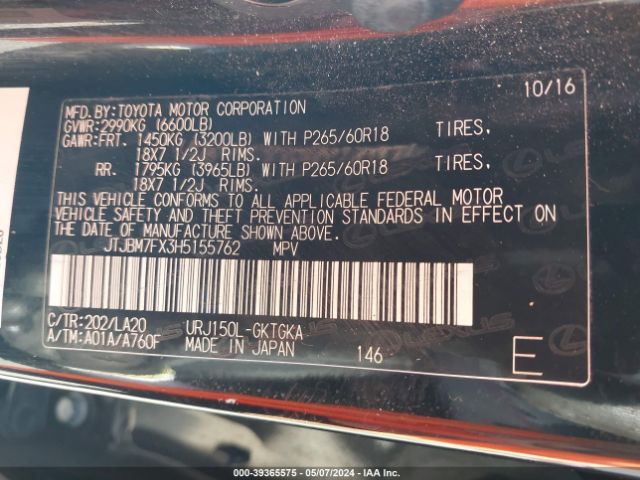 10/16
MFD.BY:TOYOTA MOTOR CORPORATION
GVWR:2990KG (6600LB)
GAWR:FRT. 1450KG (3200LB) WITH P265/60R18 TIRES,
18X7 1/2J RIMS.
RR. 1795KG (3965LB) WITH P265/60R18 TIRES,
18X7 1/2J RIMS.
THIS VEHICLE CONFORMS TO ALL APPLICABLE FEDERAL MOTOR
VEHICLE SAFETY AND THEFT PREVENTION STANDARDS IN EFFECT ON
THE DATE OF MANUFACTURE SHOWN ABOVE.
JTJBM7FX3H5155762 MPV
C/TR:202/LA20 URJ150L-GKTGKA
A/TM:A01A/A760F MADE IN JAPAN 146 E
000-39365575 - 05/07/2024 - IAA Inc.